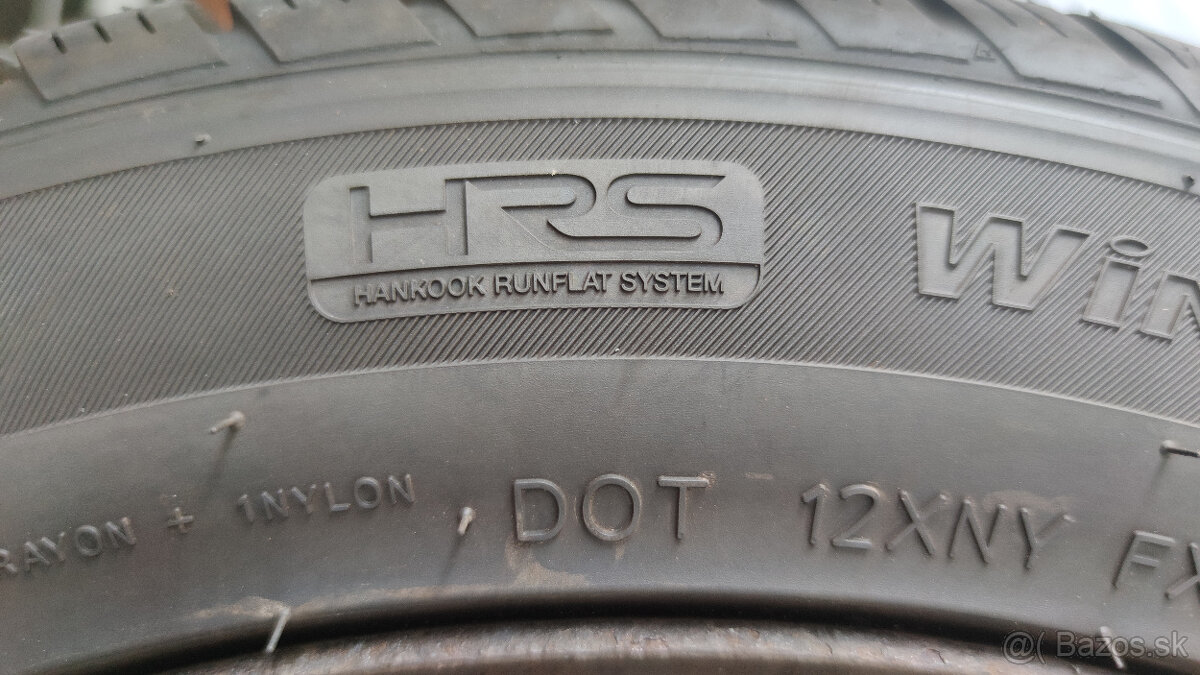 HRS
HANKOOK RUNFLAT SYSTEM
Win
RAYON + 1NYLON DOT 12XNY FX
@( Bazos.sk